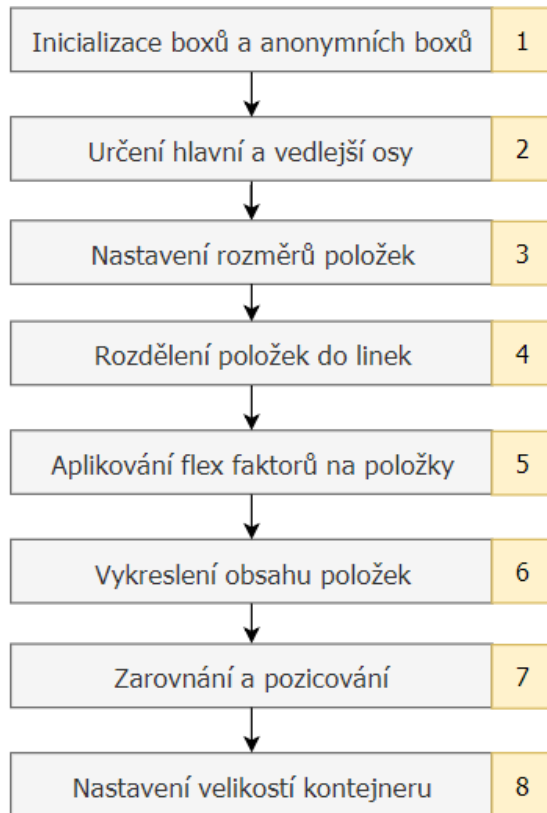 Inicializace boxů a anonymních boxů 1
Určení hlavní a vedlejší osy 2
Nastavení rozměrů položek 3
Rozdělení položek do linek 4
Aplikování flex faktorů na položky 5
Vykreslení obsahu položek 6
Zarovnání a pozicování 7
Nastavení velikostí kontejneru 8